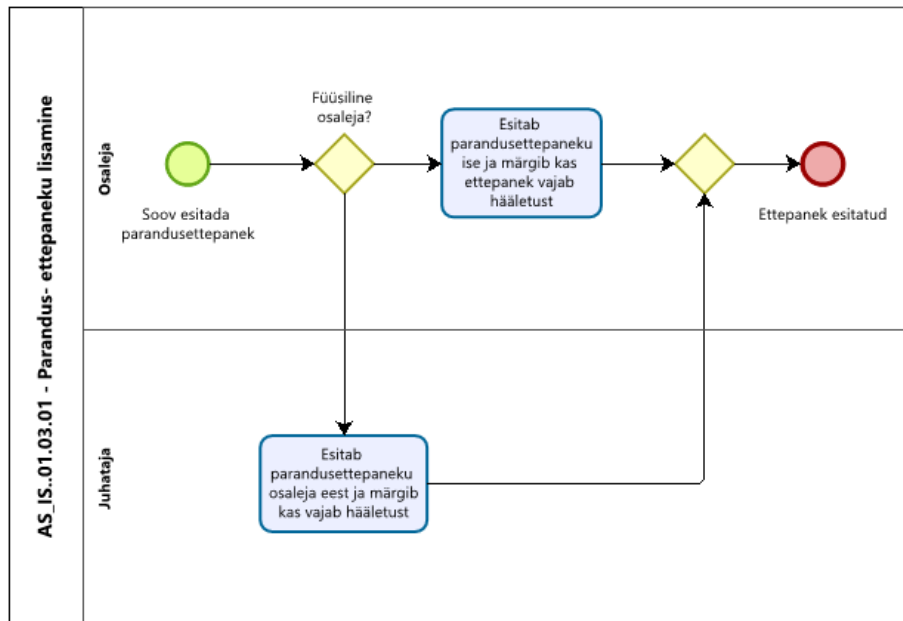 AS_IS..01.03.01 - Parandus- ettepaneku lisamine
Osaleja
Füüsiline
osaleja?
Soov esitada
parandusettepanek
Esitab
parandusettepaneku
ise ja märgib kas
ettepanek vajab
hääletust
Ettepanek esitatud
Juhataja
Esitab
parandusettepaneku
osaleja eest ja märgib
kas vajab hääletust